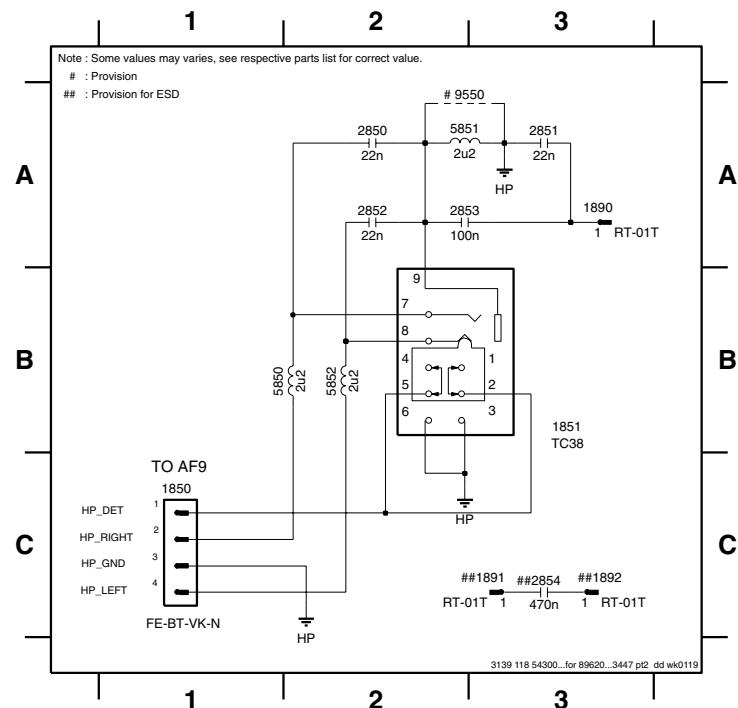 1 2 3
Note : Some values may varies, see respective parts list for correct value.
# : Provision
## : Provision for ESD
# 9550
2850 5851 2851
22n 2u2 22n
A A
HP
2852 2853 1890
22n 100n 1 RT-01T
9
7
8
4 1
B B
5850 2u2 5852 2u2
5 2
6 3
1851
TC38
TO AF9
1850
HP_DET 1
HP
HP_RIGHT 2
C C
HP_GND 3
HP_LEFT 4
##1891 ##2854 ##1892
RT-01T 1 470n 1 RT-01T
FE-BT-VK-N
HP
3139 118 54300...for 89620...3447 pt2 dd wk0119
1 2 3